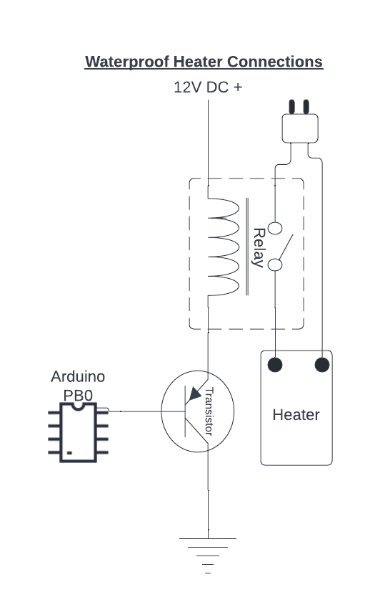 Waterproof Heater Connections
12V DC +
Relay
Arduino
PB0
Transistor
Heater